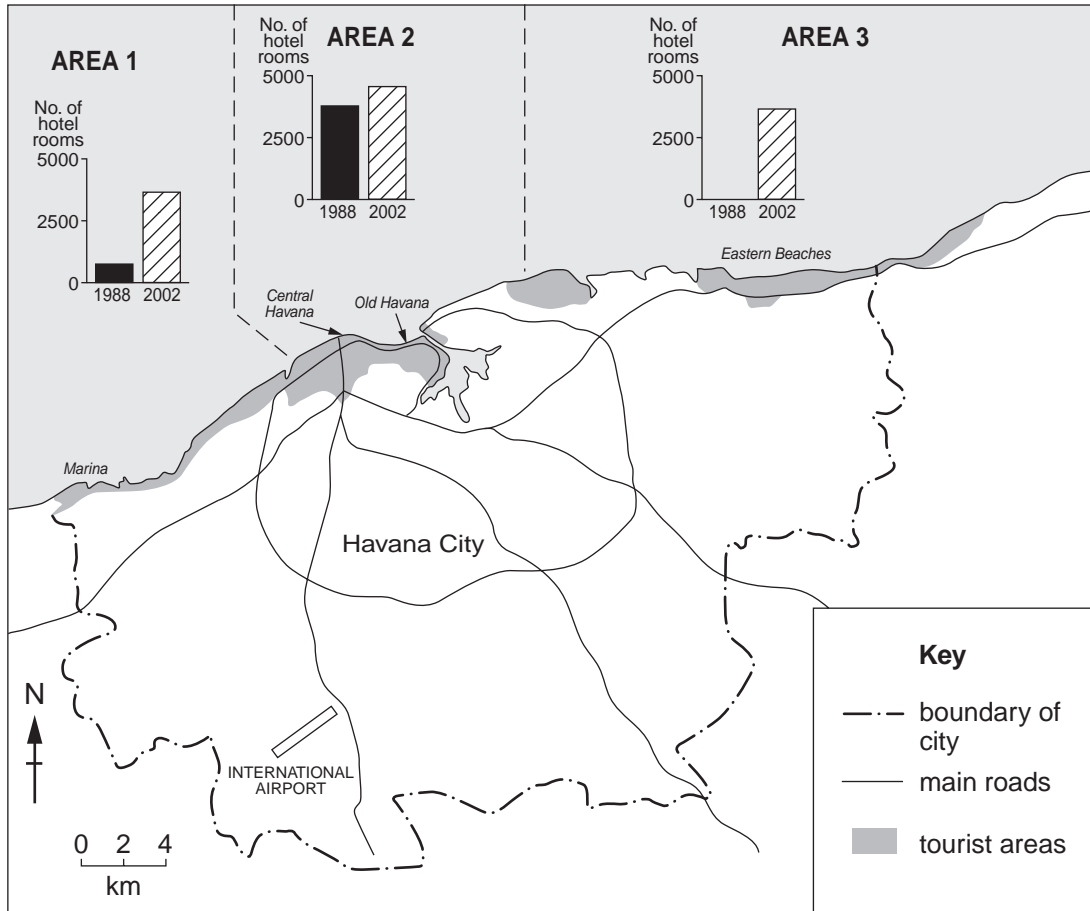 AREA 1
No. of
hotel
rooms
5000
2500
0
1988 2002
AREA 2
No. of
hotel
rooms
5000
2500
0
1988 2002
AREA 3
No. of
hotel
rooms
5000
2500
0
1988 2002
Eastern Beaches
Central
Havana
Old Havana
Marina
Havana City
INTERNATIONAL
AIRPORT
N
0 2 4
km
Key
boundary of
city
main roads
tourist areas